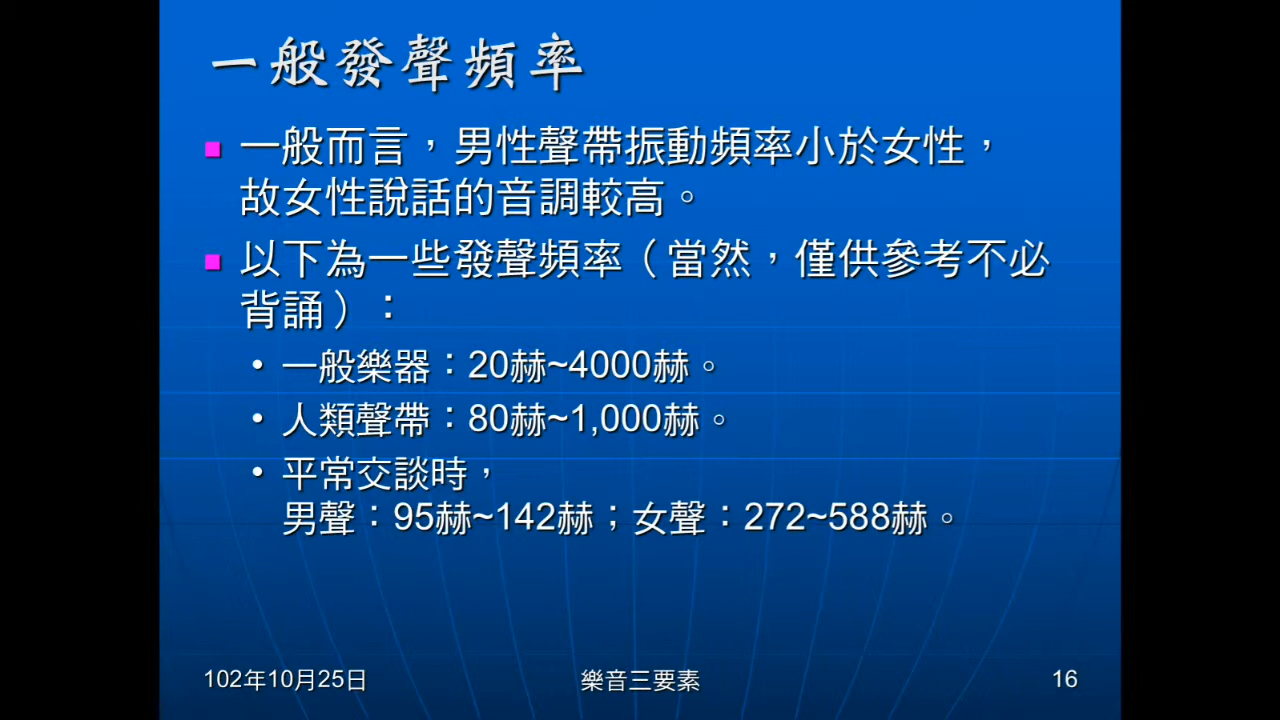 一般發聲頻率
一般而言，男性聲帶振動頻率小於女性，
故女性說話的音調較高。
以下為一些發聲頻率（當然，僅供參考不必
背誦）：
• 一般樂器：20赫~4000赫。
• 人類聲帶：80赫~1,000赫。
• 平常交談時，
男聲：95赫~142赫；女聲：272~588赫。
102年10月25日
樂音三要素
16